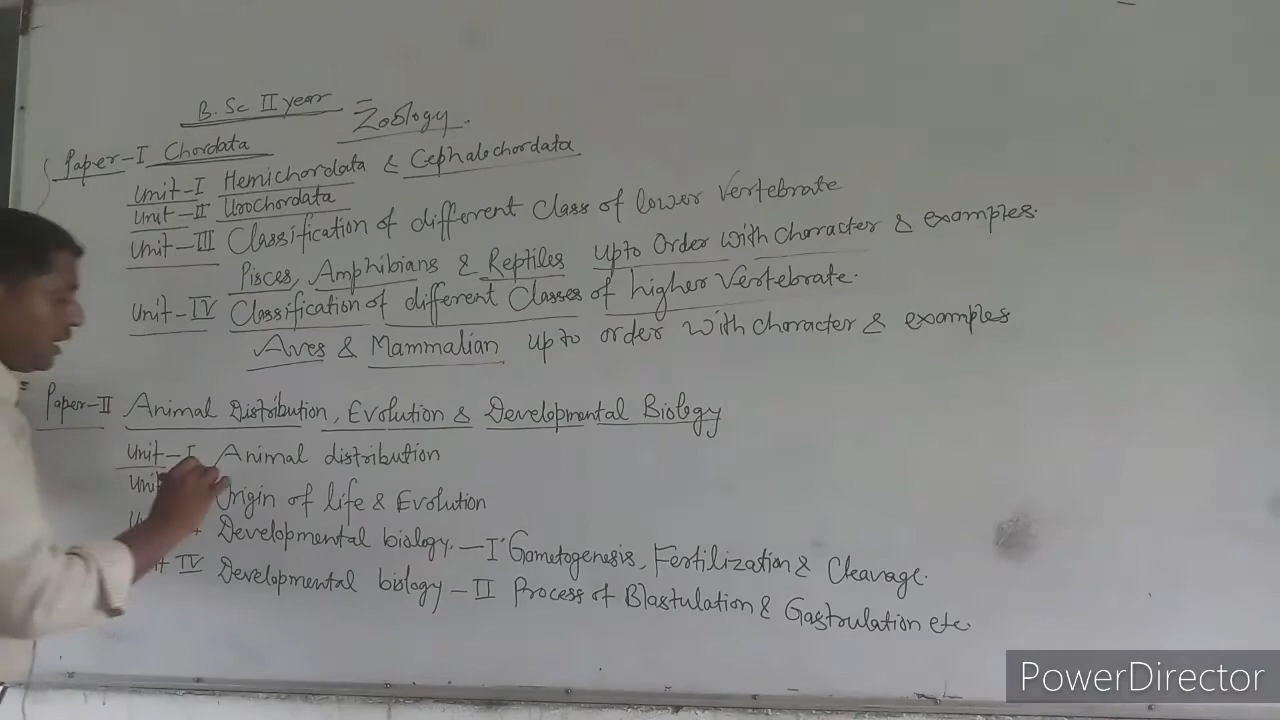 B.Sc II year
Zoology.
Paper-I Chordata
Unit-I Hemichordata & Cephalochordata
Unit-II Urochordata
Unit-III Classification of different Class of lower Vertebrate
Pisces, Amphibians & Reptiles upto Order with character & examples.
Unit-IV Classification of different Classes of higher Vertebrate.
Aves & Mammalian up to order with character & examples
Paper-II Animal Distribution, Evolution & Developmental Biology
Unit-I Animal distribution
Unit Origin of life & Evolution
Developmental biology.-I Gametogenesis, Fertilization & Cleavage.
IV Developmental biology-II Process of Blastulation & Gastrulation etc.
PowerDirector